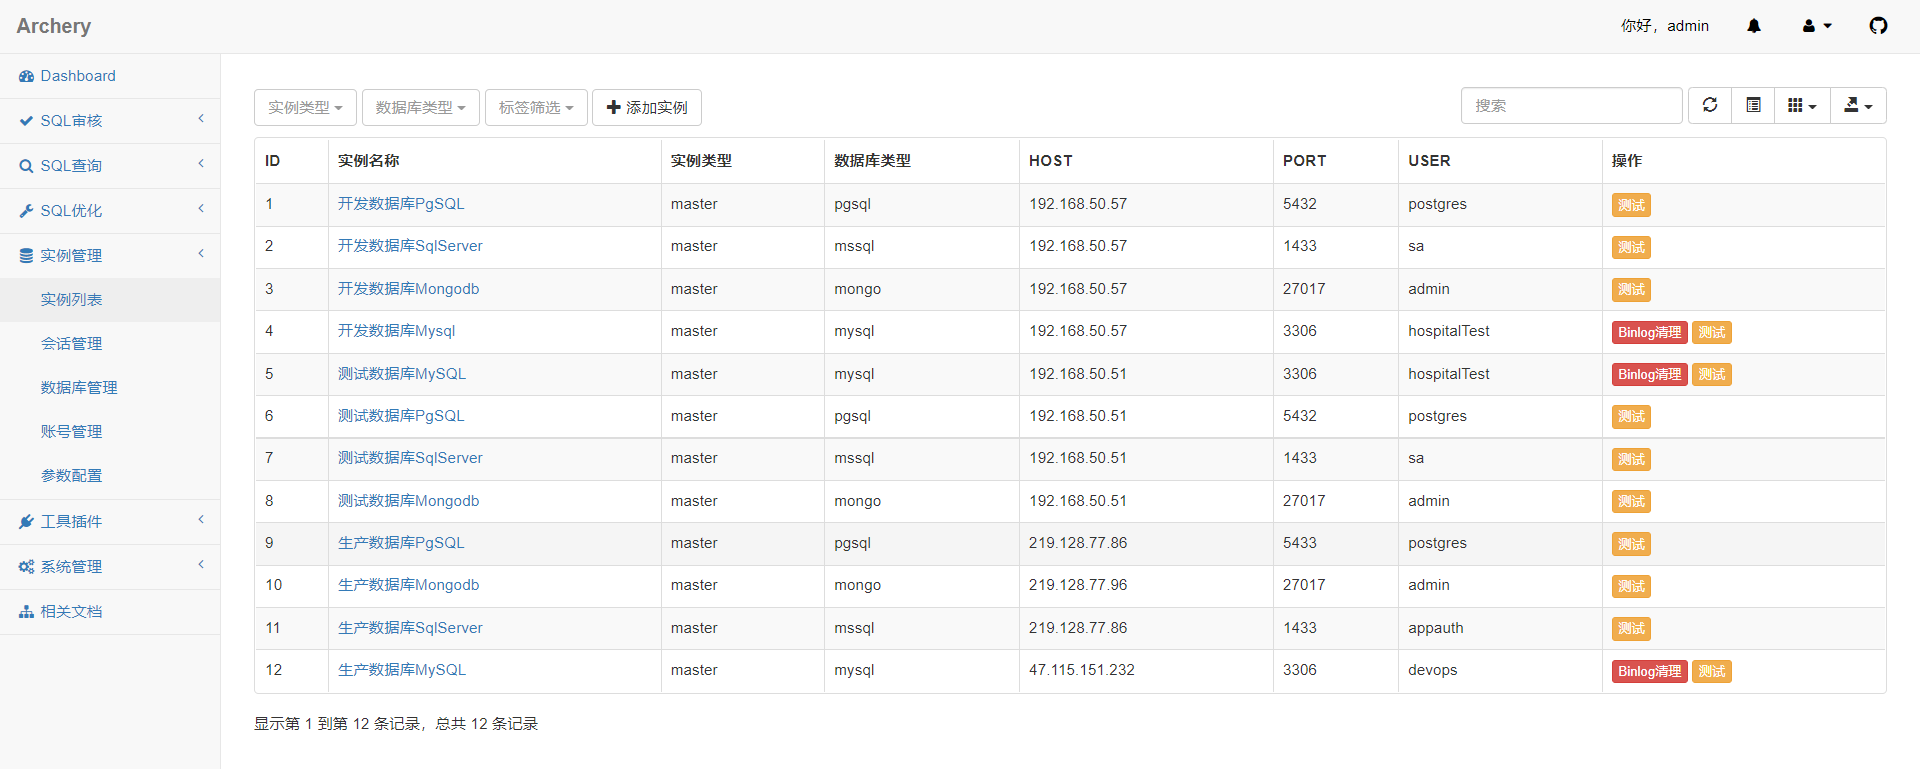 Archery
你好，admin
Dashboard
SQL审核
SQL查询
SQL优化
实例管理
实例列表
会话管理
数据库管理
账号管理
参数配置
工具插件
系统管理
相关文档
实例类型 数据库类型 标签筛选 添加实例 搜索
ID 实例名称 实例类型 数据库类型 HOST PORT USER 操作
1 开发数据库PgSQL master pgsql 192.168.50.57 5432 postgres 测试
2 开发数据库SqlServer master mssql 192.168.50.57 1433 sa 测试
3 开发数据库Mongodb master mongo 192.168.50.57 27017 admin 测试
4 开发数据库Mysql master mysql 192.168.50.57 3306 hospitalTest Binlog清理 测试
5 测试数据库MySQL master mysql 192.168.50.51 3306 hospitalTest Binlog清理 测试
6 测试数据库PgSQL master pgsql 192.168.50.51 5432 postgres 测试
7 测试数据库SqlServer master mssql 192.168.50.51 1433 sa 测试
8 测试数据库Mongodb master mongo 192.168.50.51 27017 admin 测试
9 生产数据库PgSQL master pgsql 219.128.77.86 5433 postgres 测试
10 生产数据库Mongodb master mongo 219.128.77.96 27017 admin 测试
11 生产数据库SqlServer master mssql 219.128.77.86 1433 appauth 测试
12 生产数据库MySQL master mysql 47.115.151.232 3306 devops Binlog清理 测试
显示第 1 到第 12 条记录，总共 12 条记录